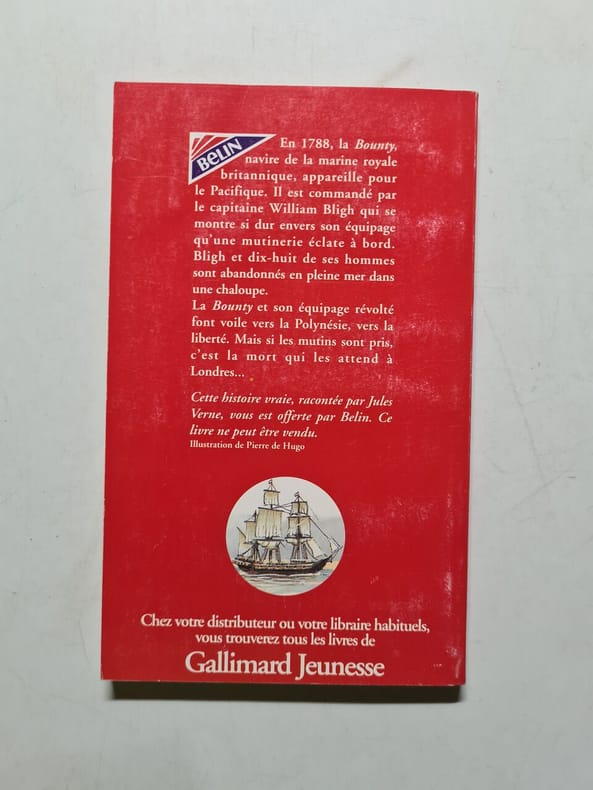 BELIN
En 1788, la Bounty,
navire de la marine royale
britannique, appareille pour
le Pacifique. Il est commandé par
le capitaine William Bligh qui se
montre si dur envers son équipage
qu'une mutinerie éclate à bord.
Bligh et dix-huit de ses hommes
sont abandonnés en pleine mer dans
une chaloupe.
La Bounty et son équipage révolté
font voile vers la Polynésie, vers la
liberté. Mais si les mutins sont pris,
c'est la mort qui les attend à
Londres...
Cette histoire vraie, racontée par Jules
Verne, vous est offerte par Belin. Ce
livre ne peut être vendu.
Illustration de Pierre de Hugo
Chez votre distributeur ou votre libraire habituels,
vous trouverez tous les livres de
Gallimard Jeunesse